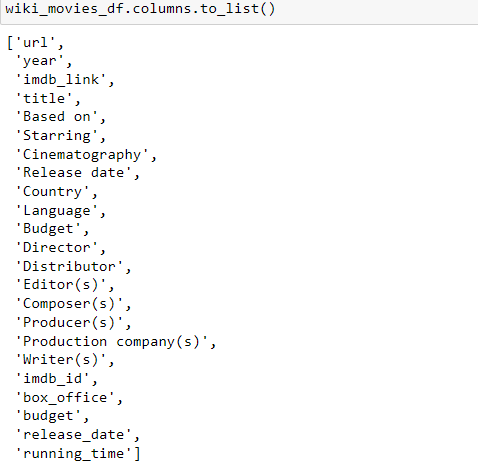 wiki_movies_df.columns.to_list()
['url',
'year',
'imdb_link',
'title',
'Based on',
'Starring',
'Cinematography',
'Release date',
'Country',
'Language',
'Budget',
'Director',
'Distributor',
'Editor(s)',
'Composer(s)',
'Producer(s)',
'Production company(s)',
'Writer(s)',
'imdb_id',
'box_office',
'budget',
'release_date',
'running_time']